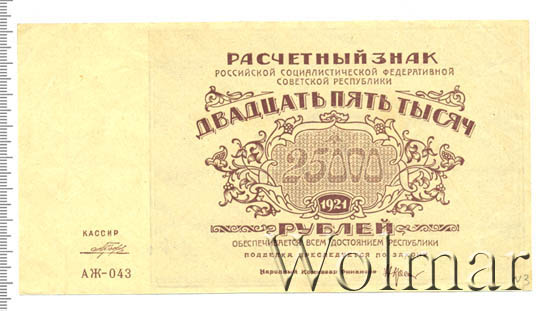 РАСЧЕТНЫЙ ЗНАК
РОССИЙСКОЙ СОЦИАЛИСТИЧЕСКОЙ ФЕДЕРАТИВНОЙ
СОВЕТСКОЙ РЕСПУБЛИКИ
ДВАДЦАТЬ ПЯТЬ ТЫСЯЧ
25000
1921
РУБЛЕЙ
ОБЕСПЕЧИВАЕТСЯ ВСЕМ ДОСТОЯНИЕМ РЕСПУБЛИКИ
ПОДДЕЛКА ПРЕСЛЕДУЕТСЯ ПО
Народный Комиссар Финансов
КАССИР
АЖ-043
Wolmar